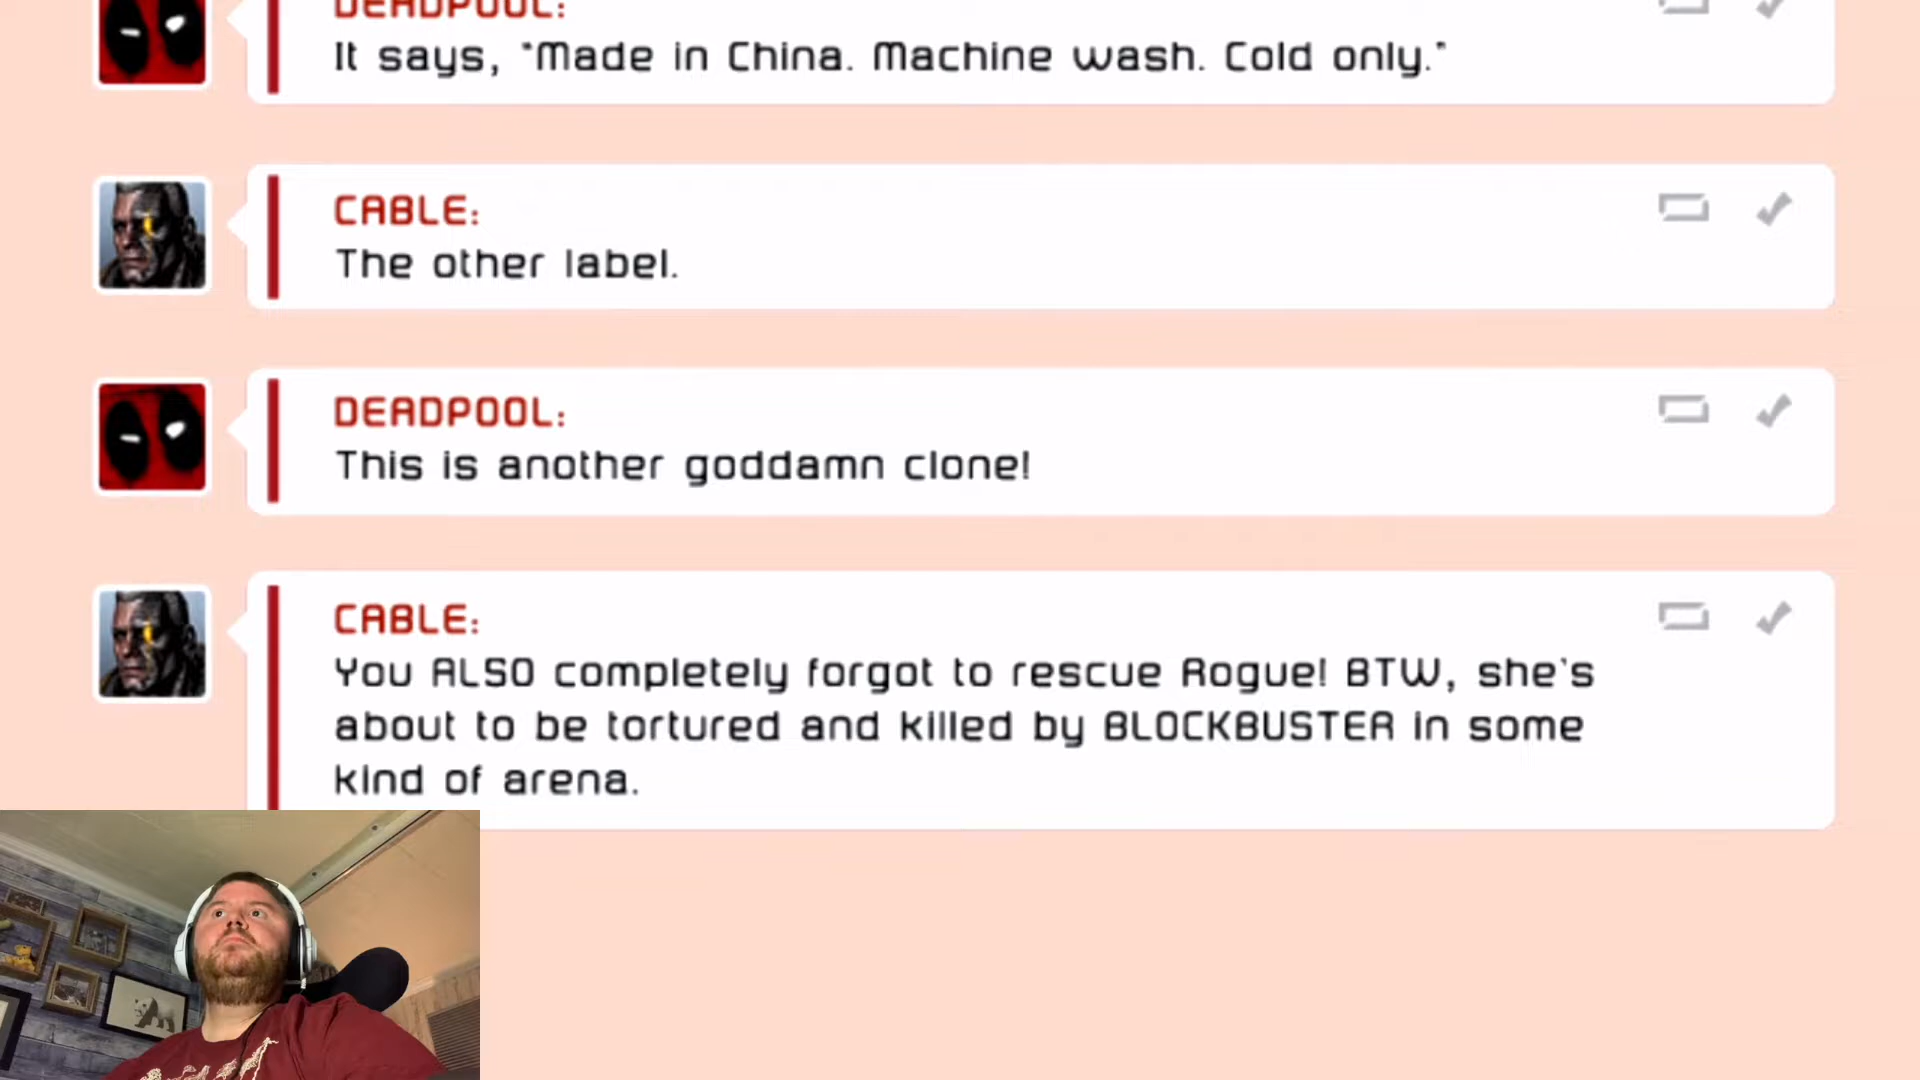 DEADPOOL:
It says, "Made in China. Machine wash. Cold only."
CABLE:
The other label.
DEADPOOL:
This is another goddamn clone!
CABLE:
You ALSO completely forgot to rescue Rogue! BTW, she's
about to be tortured and killed by BLOCKBUSTER in some
kind of arena.